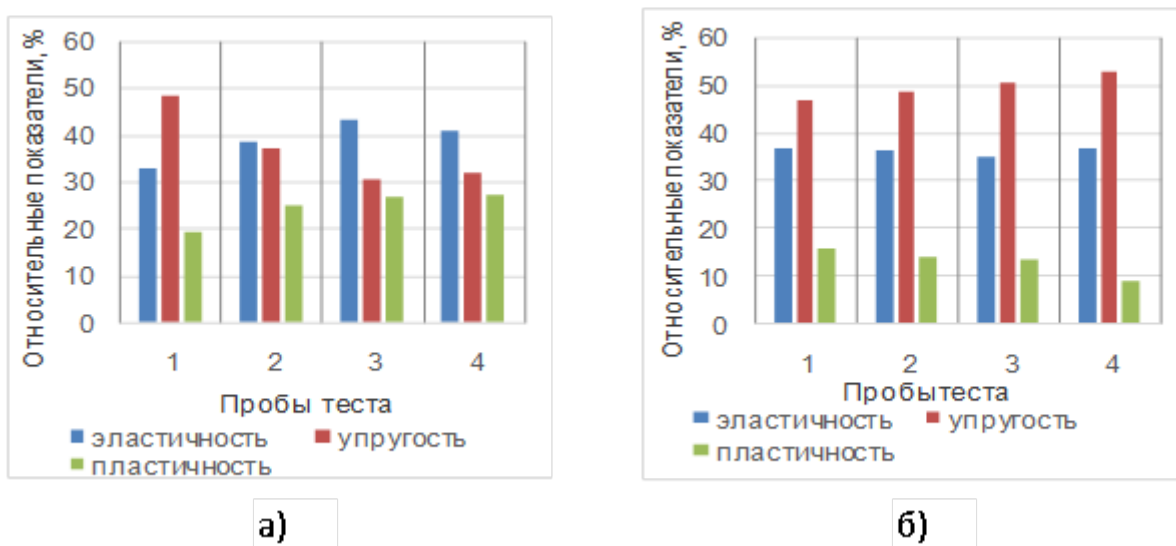 Относительные показатели, %
60
50
40
30
20
10
0
1 2 3 4
Пробы теста
эластичность упругость
пластичность
а)
Относительные показатели, %
60
50
40
30
20
10
0
1 2 3 4
Пробытеста
эластичность упругость
пластичность
б)